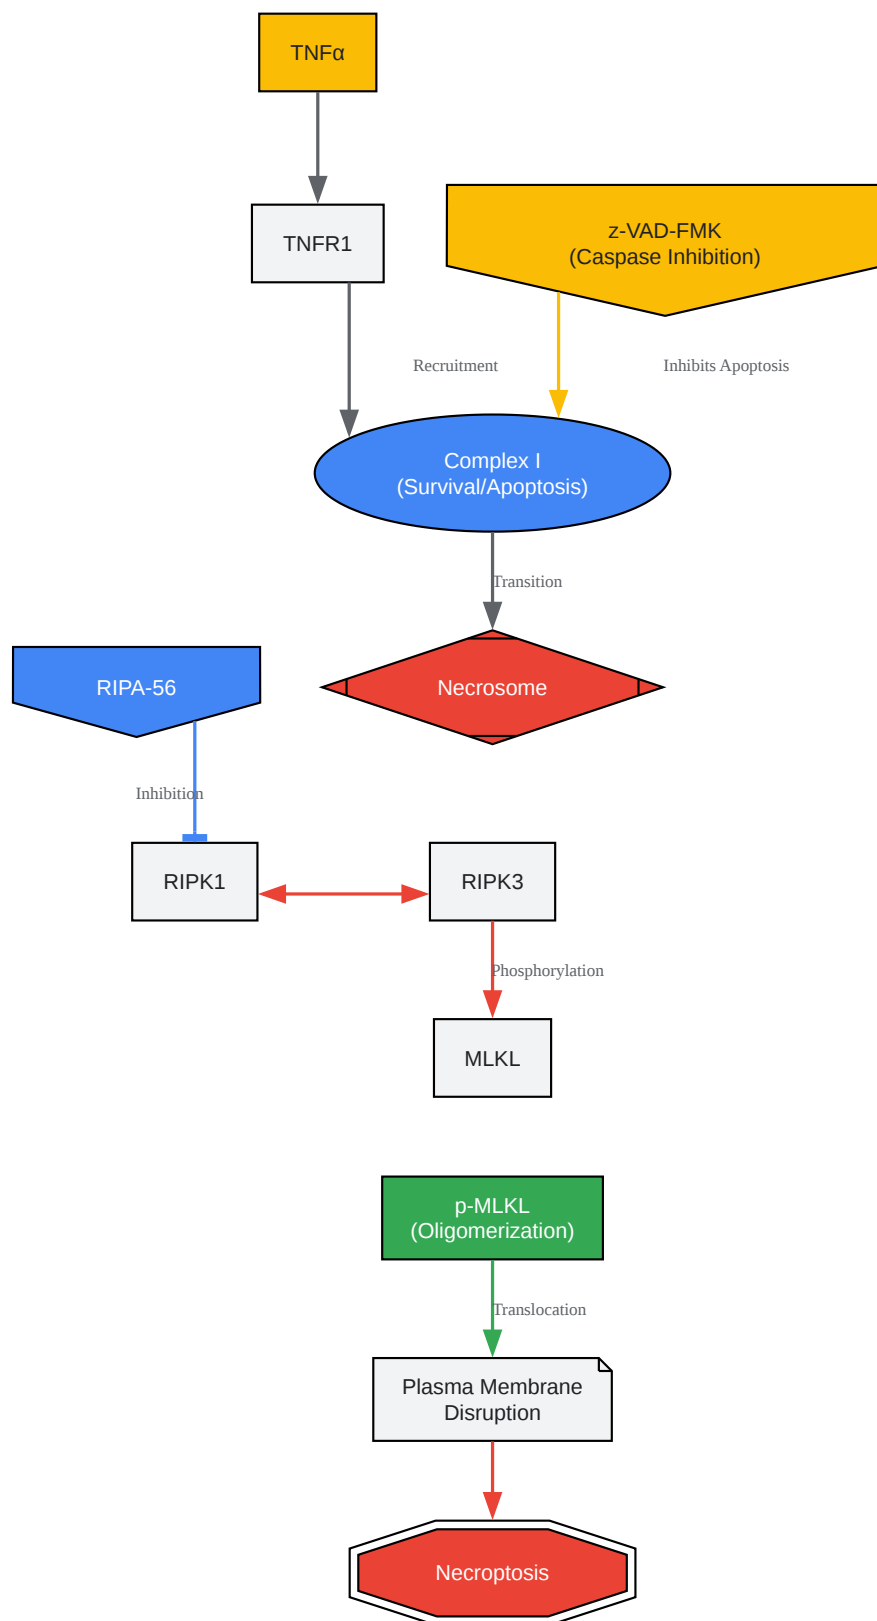 TNFα
TNFR1
z-VAD-FMK
(Caspase Inhibition)
Recruitment
Inhibits Apoptosis
Complex I
(Survival/Apoptosis)
Transition
Necrosome
RIPA-56
Inhibition
RIPK1
RIPK3
Phosphorylation
MLKL
p-MLKL
(Oligomerization)
Translocation
Plasma Membrane
Disruption
Necroptosis